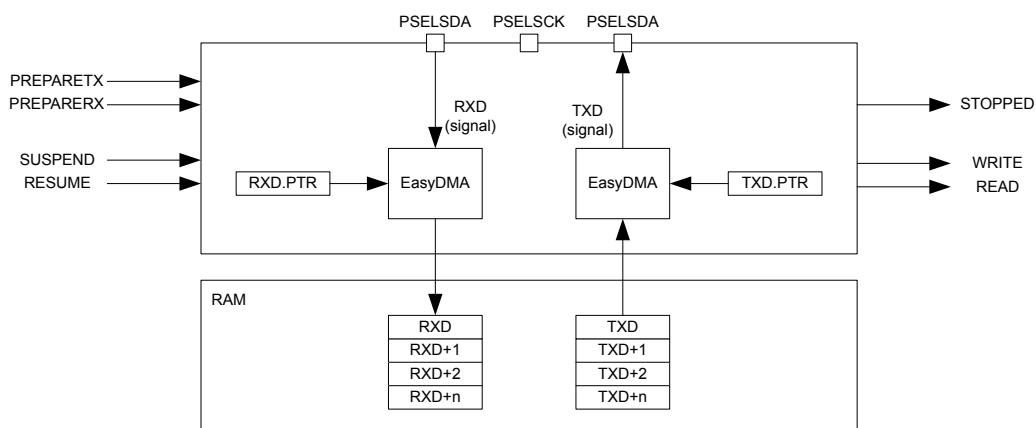 PSELSDA PSELSCK PSELSDA
PREPARETX
PREPARERX
SUSPEND
RESUME
RXD
(signal)
TXD
(signal)
STOPPED
WRITE
READ
RXD.PTR
EasyDMA
EasyDMA
TXD.PTR
RAM
RXD
RXD+1
RXD+2
RXD+n
TXD
TXD+1
TXD+2
TXD+n